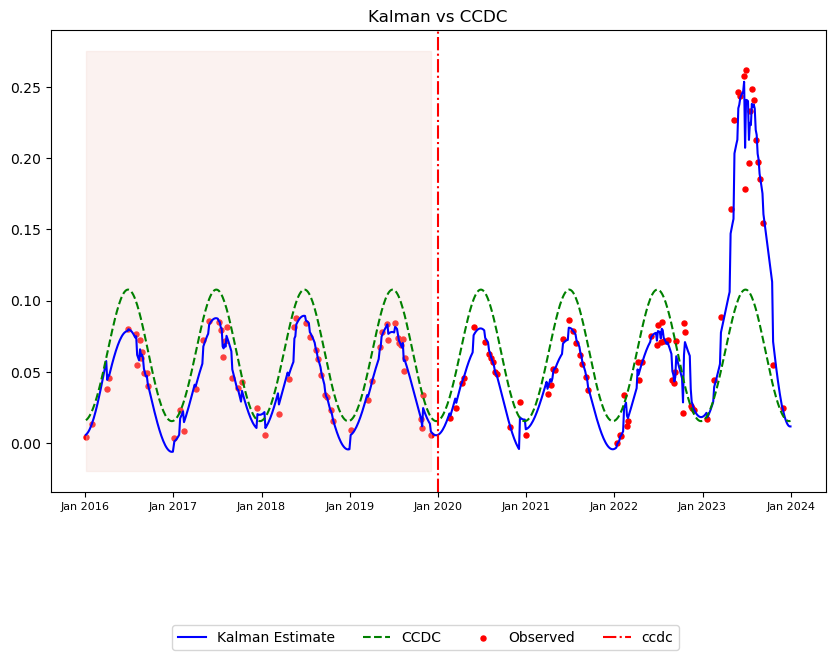 Kalman vs CCDC
0.25
0.20
0.15
0.10
0.05
0.00
Jan 2016 Jan 2017 Jan 2018 Jan 2019 Jan 2020 Jan 2021 Jan 2022 Jan 2023 Jan 2024
Kalman Estimate CCDC Observed ccdc